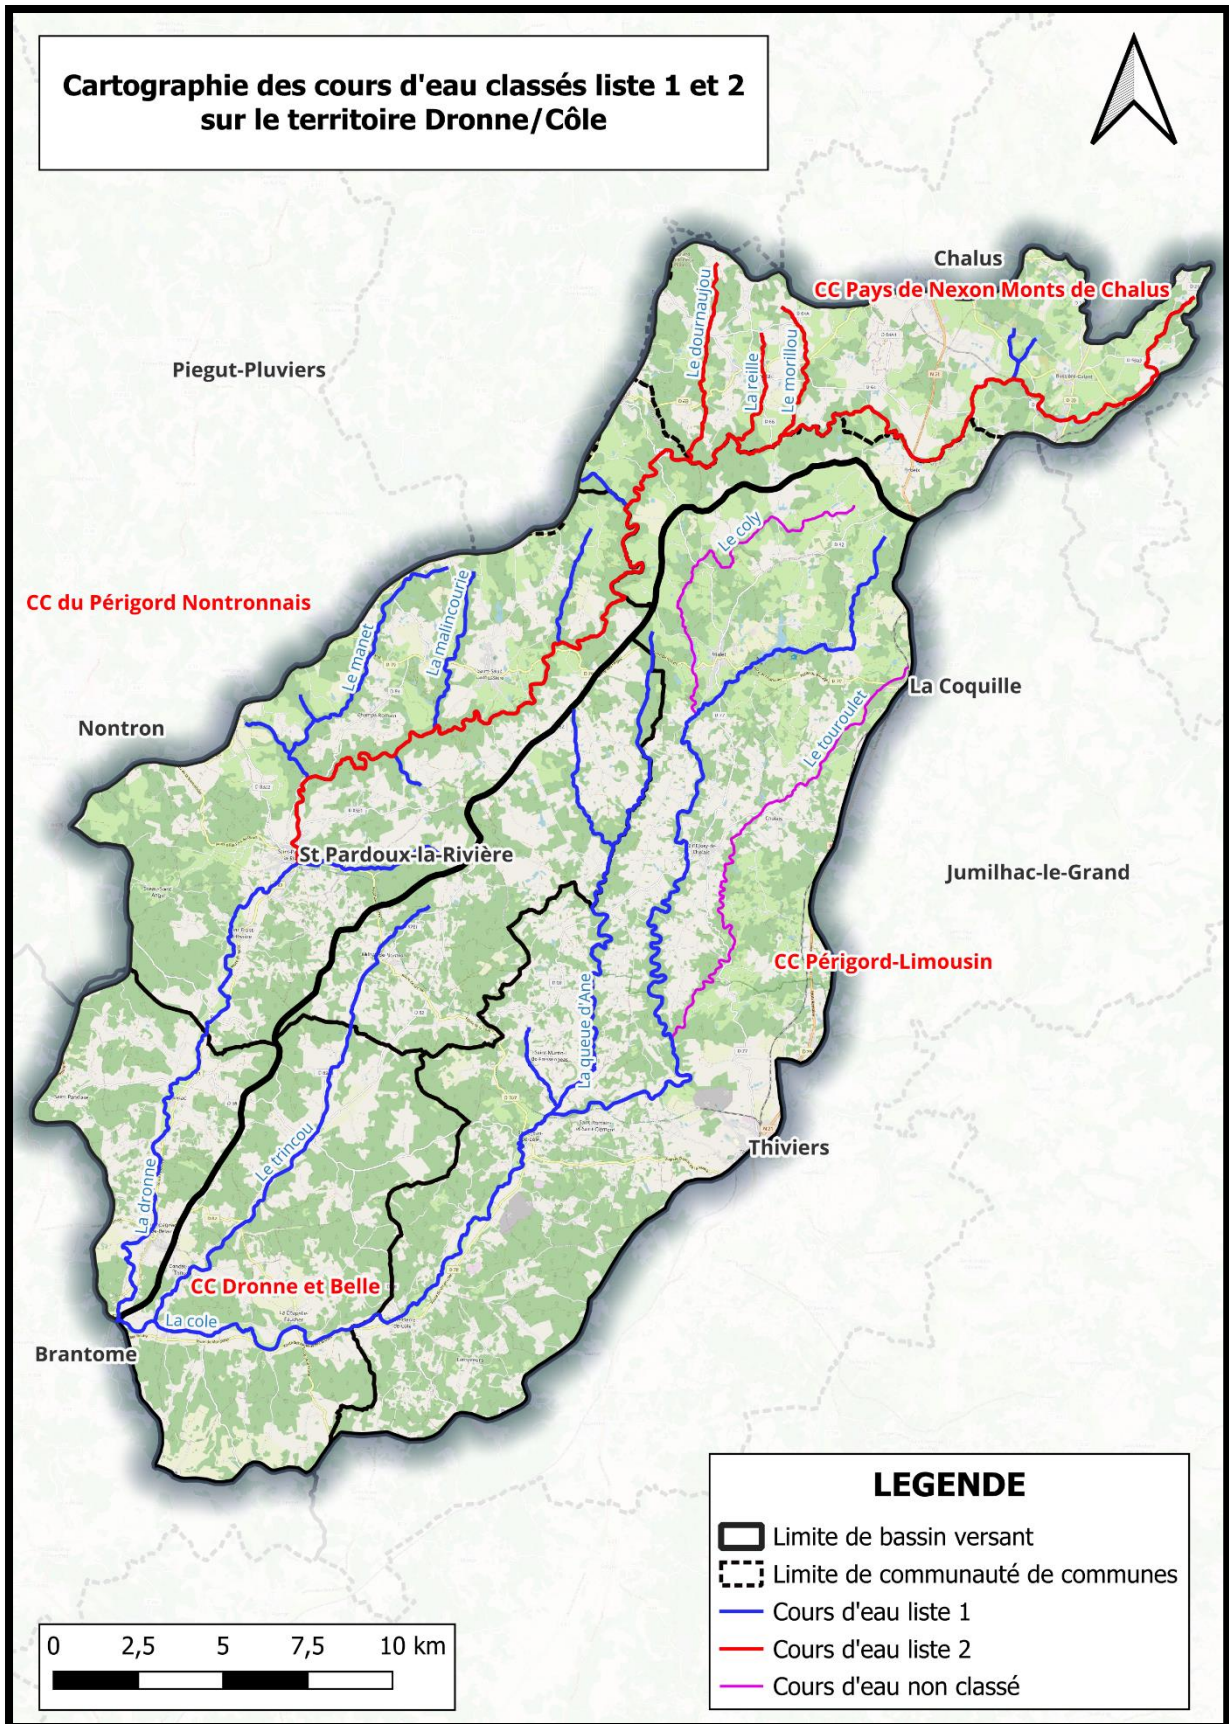 Cartographie des cours d'eau classés liste 1 et 2
sur le territoire Dronne/Côle
Chalus
CC Pays de Nexon Monts de Chalus
Le dournaujou
La reille
Le morillou
Piegut-Pluviers
Le coly
CC du Périgord Nontronnais
Le manet
La malincourie
La Coquille
Le touroulet
Nontron
St Pardoux-la-Rivière
Jumilhac-le-Grand
CC Périgord-Limousin
La queue d'Ane
Thiviers
Le trincou
La dronne
CC Dronne et Belle
La cole
Brantome
LEGENDE
Limite de bassin versant
Limite de communauté de communes
Cours d'eau liste 1
Cours d'eau liste 2
Cours d'eau non classé
0 2,5 5 7,5 10 km